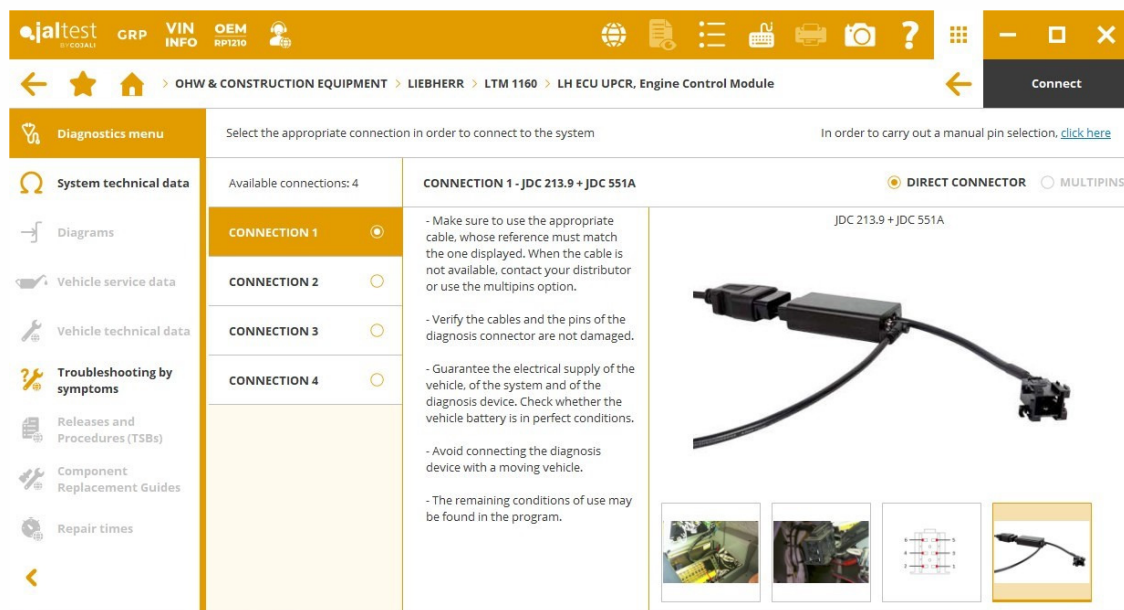 jaltest
BY COJALI
GRP
VIN
INFO
OEM
RP1210
?
> OHW & CONSTRUCTION EQUIPMENT > LIEBHERR > LTM 1160 > LH ECU UPCR, Engine Control Module
Connect
Diagnostics menu
Select the appropriate connection in order to connect to the system
In order to carry out a manual pin selection, click here
System technical data
Diagrams
Vehicle service data
Vehicle technical data
Troubleshooting by
symptoms
Releases and
Procedures (TSBs)
Component
Replacement Guides
Repair times
Available connections: 4
CONNECTION 1
CONNECTION 2
CONNECTION 3
CONNECTION 4
CONNECTION 1 - JDC 213.9 + JDC 551A
DIRECT CONNECTOR
MULTIPINS
- Make sure to use the appropriate
cable, whose reference must match
the one displayed. When the cable is
not available, contact your distributor
or use the multipins option.
- Verify the cables and the pins of the
diagnosis connector are not damaged.
- Guarantee the electrical supply of the
vehicle, of the system and of the
diagnosis device. Check whether the
vehicle battery is in perfect conditions.
- Avoid connecting the diagnosis
device with a moving vehicle.
- The remaining conditions of use may
be found in the program.
JDC 213.9 + JDC 551A
6 5
4 3
2 1